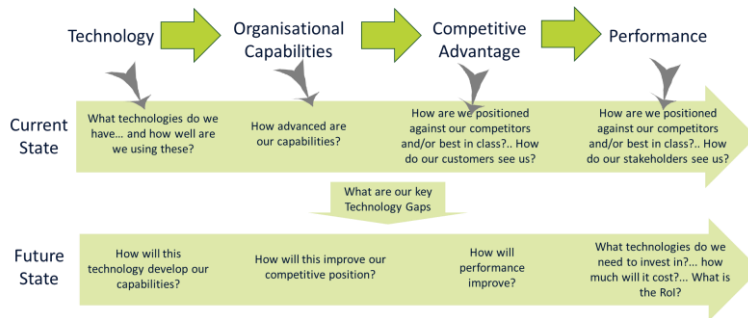 Technology
Organisational
Capabilities
Competitive
Advantage
Performance
Current
State
What technologies do we
have... and how well are
we using these?
How advanced are
our capabilities?
How are we positioned
against our competitors
and/or best in class?.. How
do our customers see us?
How are we positioned
against our competitors
and/or best in class?.. How
do our stakeholders see us?
What are our key
Technology Gaps
Future
State
How will this
technology develop our
capabilities?
How will this improve our
competitive position?
How will
performance
improve?
What technologies do we
need to invest in?... how
much will it cost?... What is
the RoI?